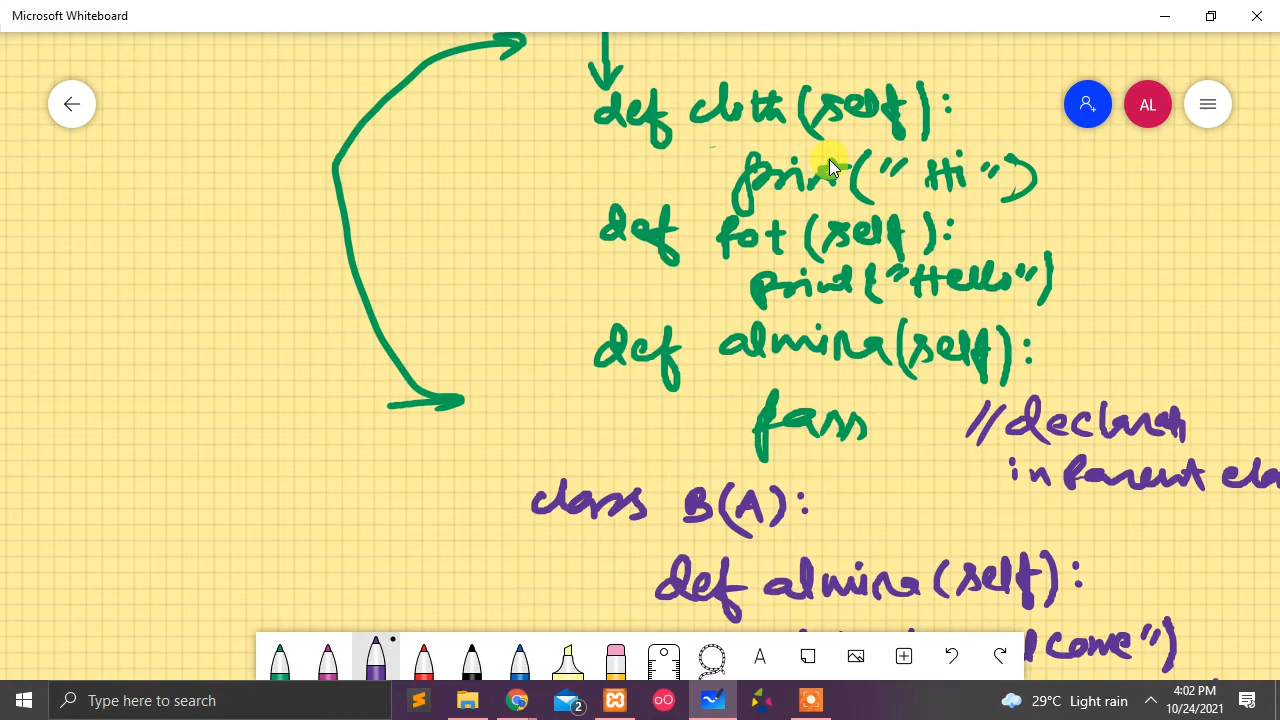 Microsoft Whiteboard
def cloth (self):
print(" Hi ")
AL
def fot (self ):
print("Hello")
def almira(self):
pass //declaren
in parent cla
class B(A):
def almira (self):
come")
A
Type here to search
2
29°C Light rain
4:02 PM
10/24/2021